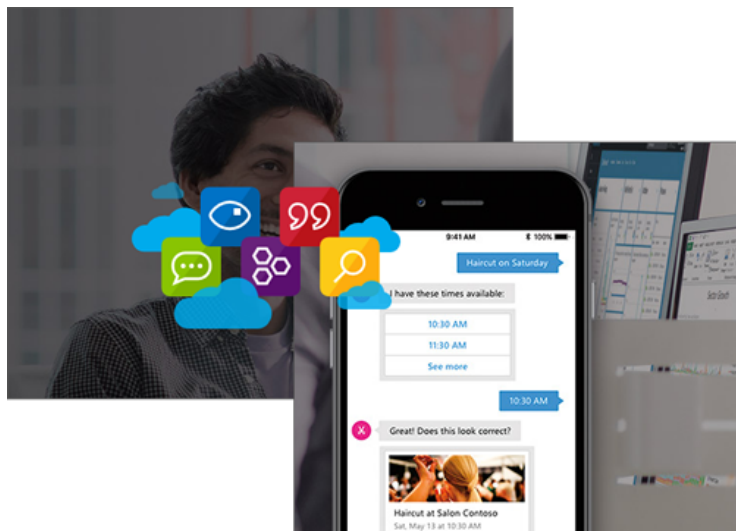 9:41 AM
100%
Haircut on Saturday
I have these times available:
10:30 AM
11:30 AM
See more
10:30 AM
Great! Does this look correct?
Haircut at Salon Contoso
Sat, May 13 at 10:30 AM